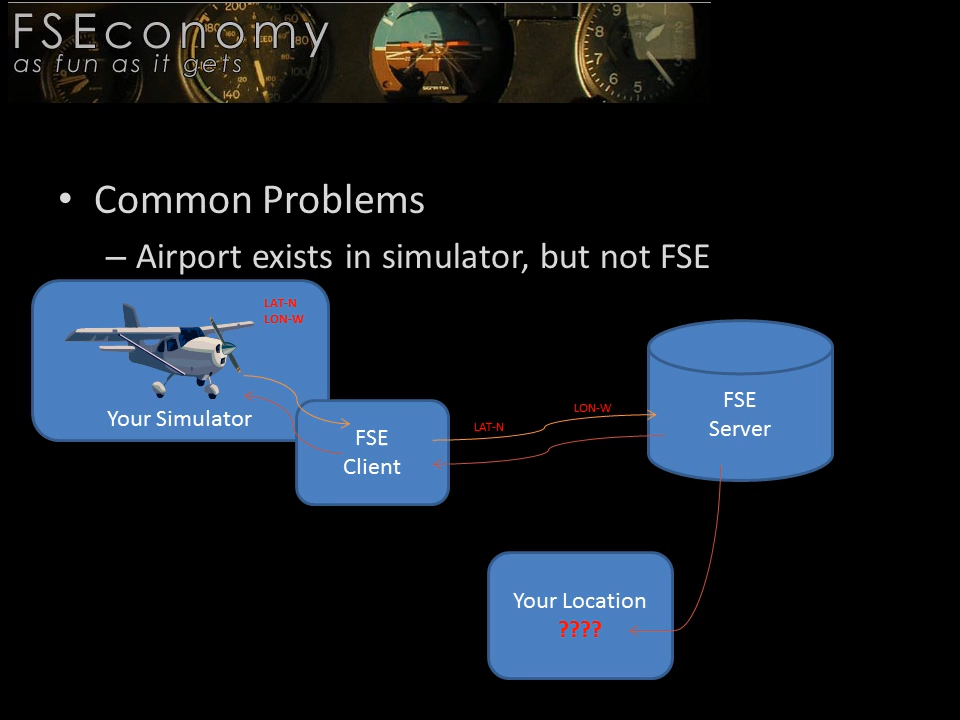 FSEconomy
as fun as it gets
• Common Problems
– Airport exists in simulator, but not FSE
LAT-N
LON-W
Your Simulator
FSE
Client
LAT-N
LON-W
FSE
Server
Your Location
????